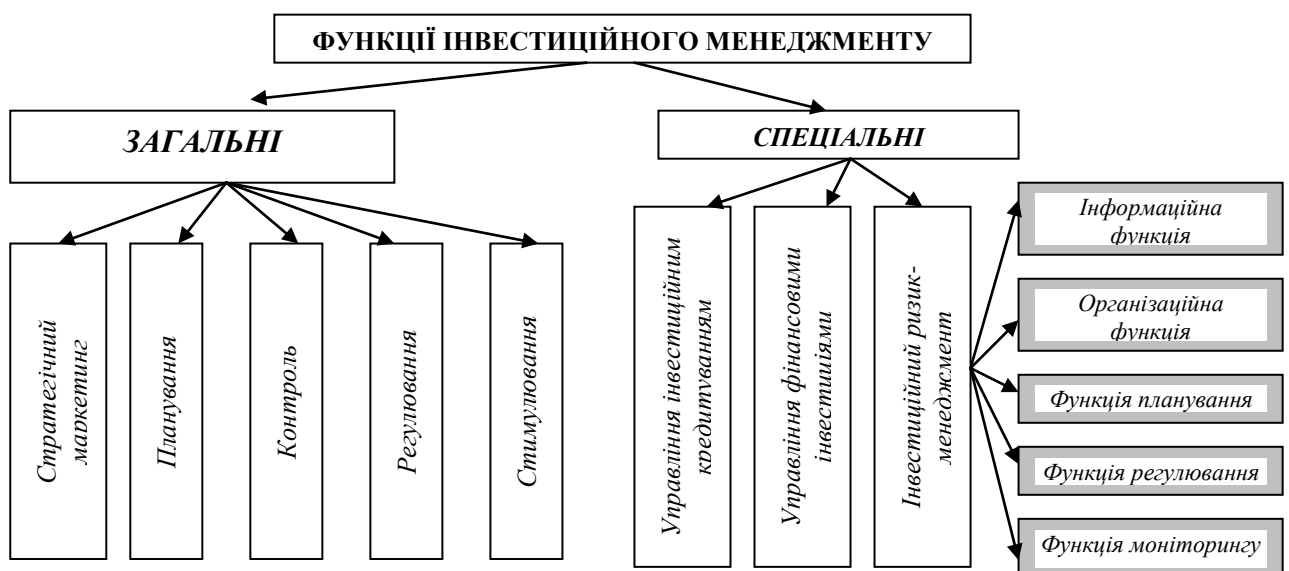 ФУНКЦІЇ ІНВЕСТИЦІЙНОГО МЕНЕДЖМЕНТУ
ЗАГАЛЬНІ
СПЕЦІАЛЬНІ
Стратегічний
маркетинг
Планування
Контроль
Регулювання
Стимулювання
Управління інвестиційним
кредитуванням
Управління фінансовими
інвестиціями
Інвестиційний ризик-
менеджмент
Інформаційна
функція
Організаційна
функція
Функція планування
Функція регулювання
Функція моніторингу